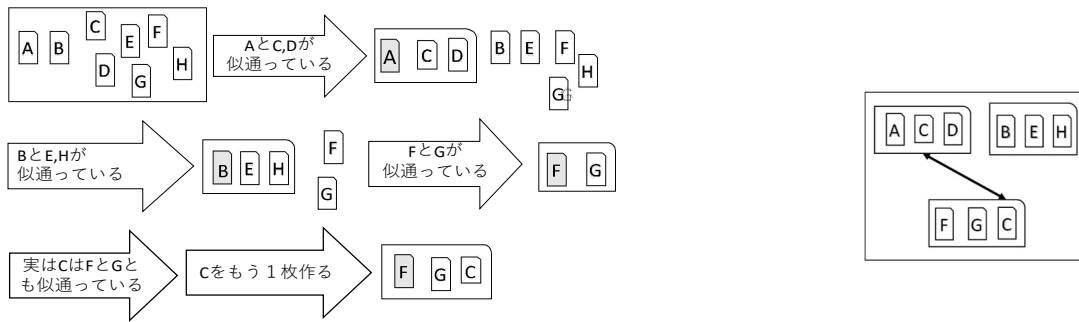 A B C D E F G H
AとC,Dが
似通っている
A C D
B E F G H
G
BとE,Hが
似通っている
B E H
F
G
FとGが
似通っている
F G
実はCはFとGと
も似通っている
Cをもう１枚作る
F G C
A C D
B E H
F G C